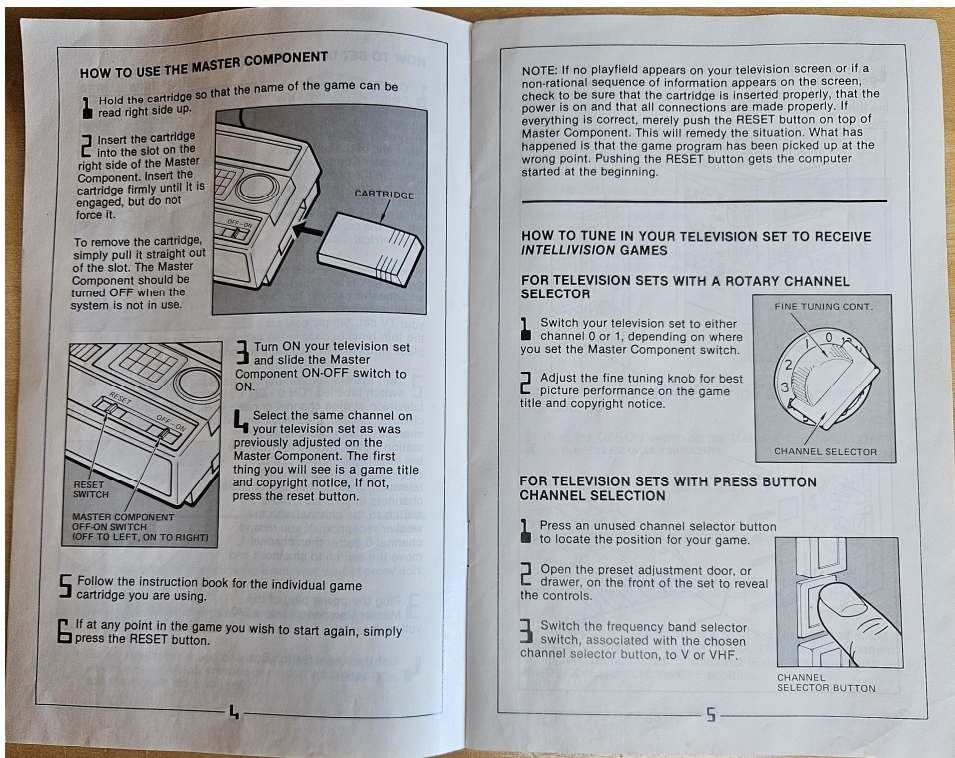 HOW TO USE THE MASTER COMPONENT
1 Hold the cartridge so that the name of the game can be
read right side up.
2 Insert the cartridge
into the slot on the
right side of the Master
Component. Insert the
cartridge firmly until it is
engaged, but do not
force it.
To remove the cartridge,
simply pull it straight out
of the slot. The Master
Component should be
turned OFF when the
system is not in use.
OFF-ON
CARTRIDGE
3 Turn ON your television set
and slide the Master
Component ON-OFF switch to
ON.
4 Select the same channel on
your television set as was
previously adjusted on the
Master Component. The first
thing you will see is a game title
and copyright notice, If not,
press the reset button.
RESET
OFF-ON
RESET
SWITCH
MASTER COMPONENT
OFF-ON SWITCH
(OFF TO LEFT, ON TO RIGHT)
5 Follow the instruction book for the individual game
cartridge you are using.
6 If at any point in the game you wish to start again, simply
press the RESET button.
4
NOTE: If no playfield appears on your television screen or if a
non-rational sequence of information appears on the screen,
check to be sure that the cartridge is inserted properly, that the
power is on and that all connections are made properly. If
everything is correct, merely push the RESET button on top of
Master Component. This will remedy the situation. What has
happened is that the game program has been picked up at the
wrong point. Pushing the RESET button gets the computer
started at the beginning.
HOW TO TUNE IN YOUR TELEVISION SET TO RECEIVE
INTELLIVISION GAMES
FOR TELEVISION SETS WITH A ROTARY CHANNEL
SELECTOR
1 Switch your television set to either
channel 0 or 1, depending on where
you set the Master Component switch.
2 Adjust the fine tuning knob for best
picture performance on the game
title and copyright notice.
FINE TUNING CONT.
3 2 1 0
CHANNEL SELECTOR
FOR TELEVISION SETS WITH PRESS BUTTON
CHANNEL SELECTION
1 Press an unused channel selector button
to locate the position for your game.
2 Open the preset adjustment door, or
drawer, on the front of the set to reveal
the controls.
3 Switch the frequency band selector
switch, associated with the chosen
channel selector button, to V or VHF.
CHANNEL
SELECTOR BUTTON
5